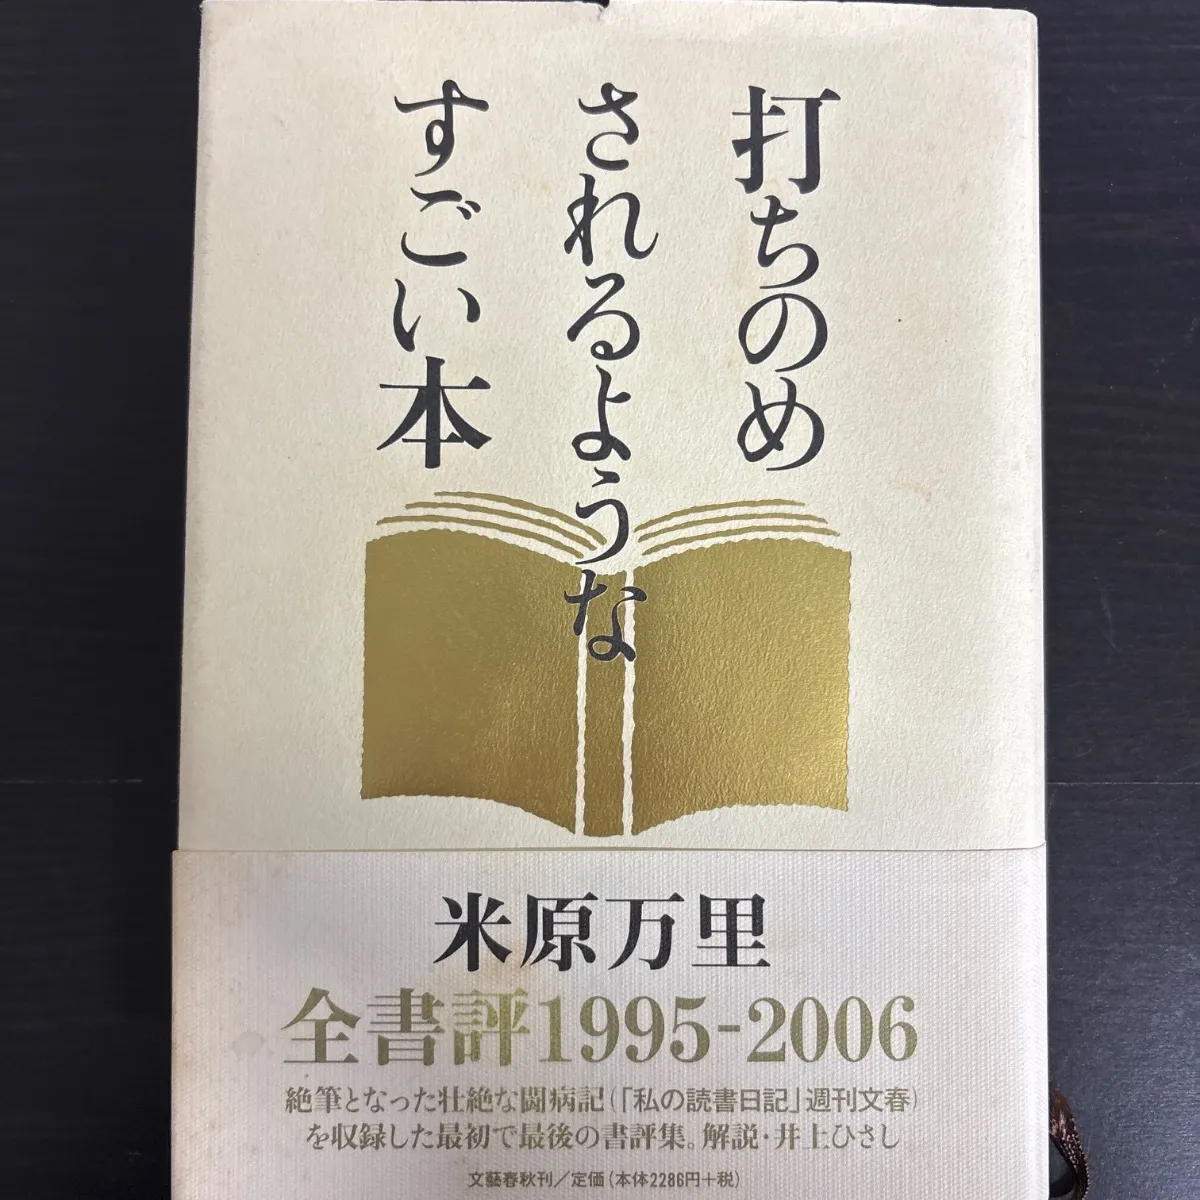 打ちのめ
されるような
すごい本
米原万里
全書評1995-2006
絶筆となった壮絶な闘病記(「私の読書日記」週刊文春)
を収録した最初で最後の書評集。解説・井上ひさし
文藝春秋刊／定価(本体2286円＋税)